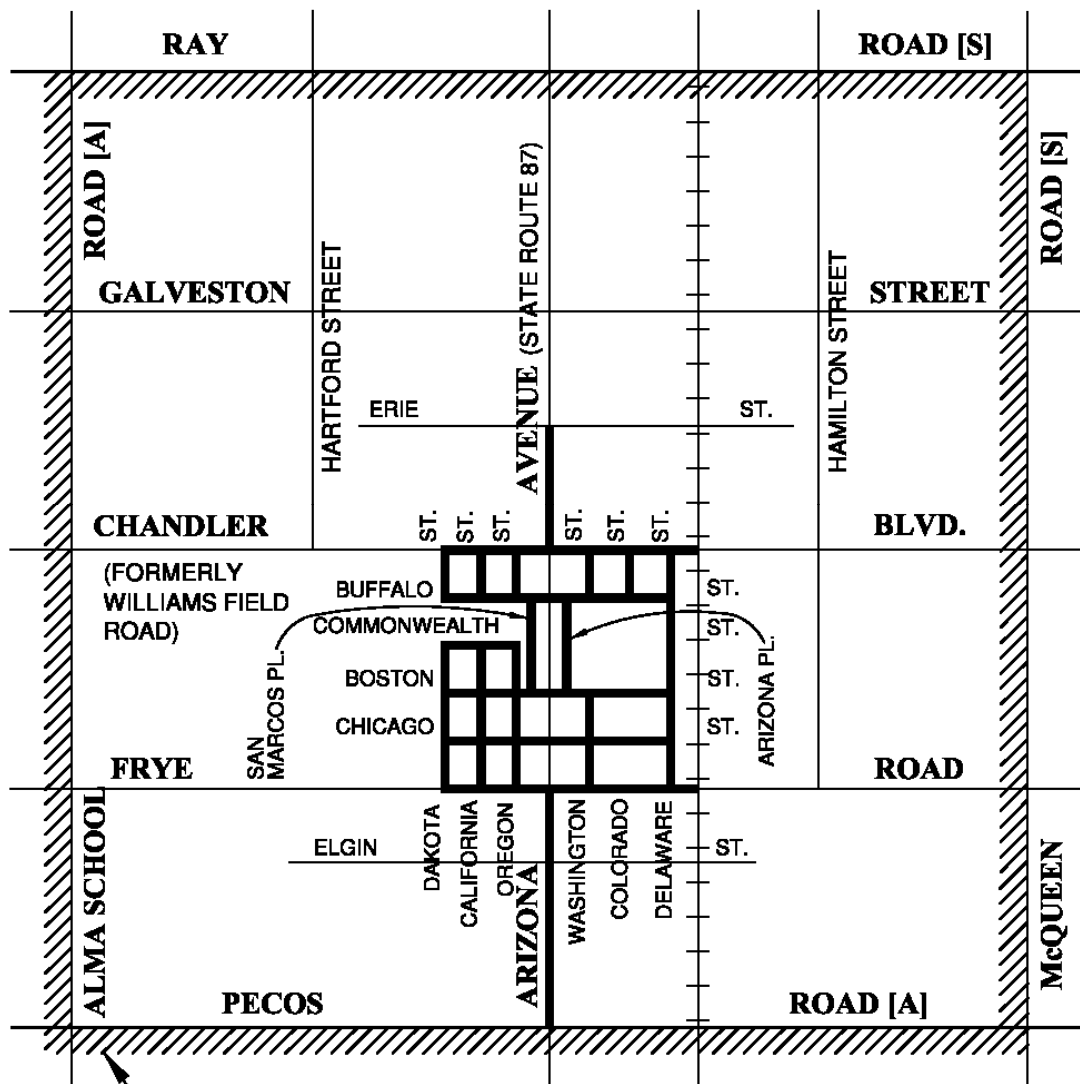 RAY ROAD [S]
ROAD [A]
ROAD [S]
AVENUE (STATE ROUTE 87)
HARTFORD STREET
HAMILTON STREET
GALVESTON STREET
ERIE ST.
CHANDLER BLVD.
ST. ST. ST. ST. ST. ST.
(FORMERLY
WILLIAMS FIELD
ROAD)
BUFFALO ST.
COMMONWEALTH ST.
BOSTON ST.
CHICAGO ST.
SAN
MARCOS PL.
ARIZONA PL.
FRYE ROAD
DAKOTA
CALIFORNIA
OREGON
WASHINGTON
COLORADO
DELAWARE
ELGIN ST.
ALMA SCHOOL
ARIZONA
McQUEEN
PECOS ROAD [A]